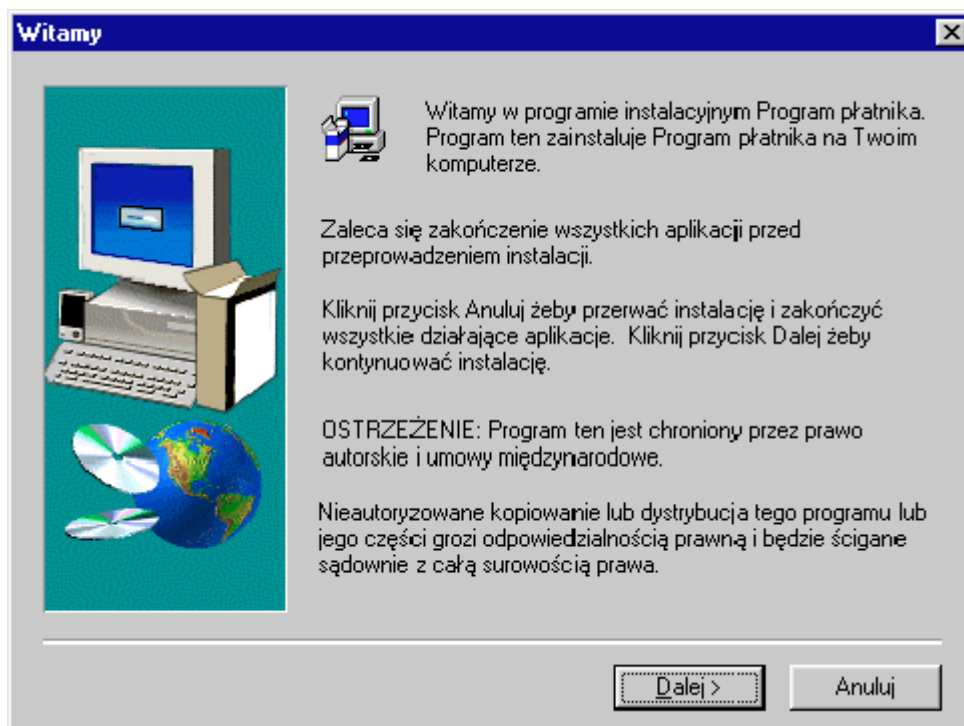 Witamy
Witamy w programie instalacyjnym Program płatnika.
Program ten zainstaluje Program płatnika na Twoim
komputerze.
Zaleca się zakończenie wszystkich aplikacji przed
przeprowadzeniem instalacji.
Kliknij przycisk Anuluj żeby przerwać instalację i zakończyć
wszystkie działające aplikacje. Kliknij przycisk Dalej żeby
kontynuować instalację.
OSTRZEŻENIE: Program ten jest chroniony przez prawo
autorskie i umowy międzynarodowe.
Nieautoryzowane kopiowanie lub dystrybucja tego programu lub
jego części grozi odpowiedzialnością prawną i będzie ścigane
sądownie z całą surowością prawa.
Dalej >
Anuluj